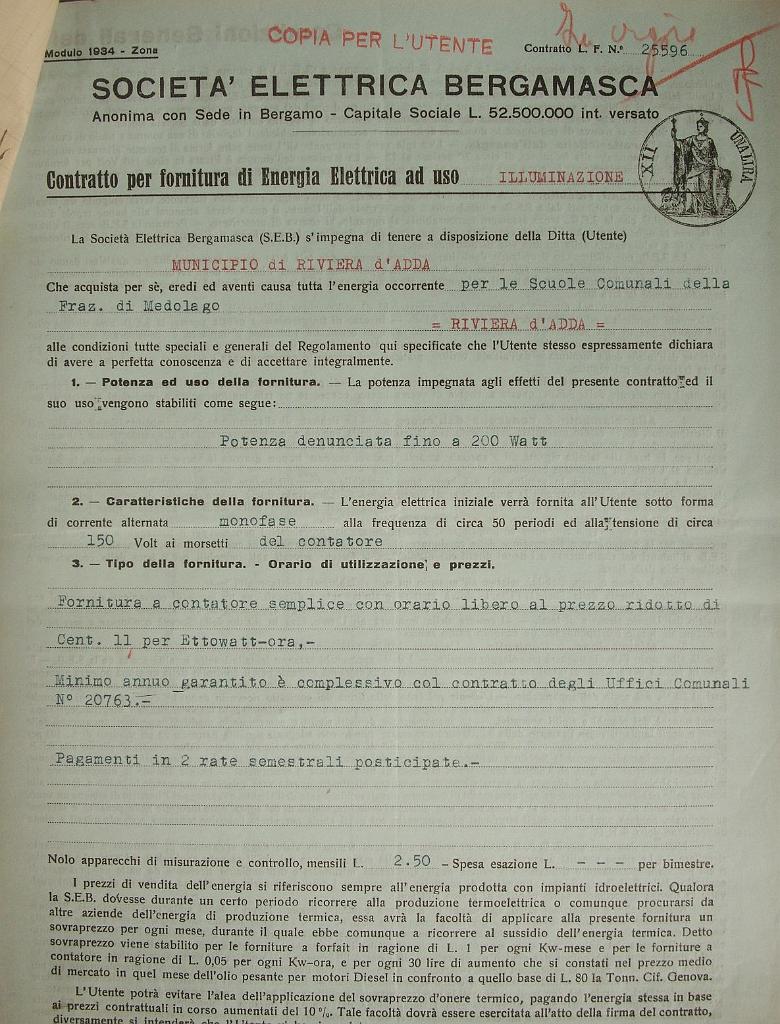 COPIA PER L'UTENTE
In vigore
Modulo 1934 - Zona
Contratto L. F. N.° 25596
SOCIETA' ELETTRICA BERGAMASCA
Anonima con Sede in Bergamo - Capitale Sociale L. 52.500.000 int. versato
XII UNA LIRA
Contratto per fornitura di Energia Elettrica ad uso ILLUMINAZIONE
La Società Elettrica Bergamasca (S.E.B.) s'impegna di tenere a disposizione della Ditta (Utente)
MUNICIPIO di RIVIERA d'ADDA
Che acquista per sè, eredi ed aventi causa tutta l'energia occorrente per le Scuole Comunali della
Fraz. di Medolago
= RIVIERA d'ADDA =
alle condizioni tutte speciali e generali del Regolamento qui specificate che l'Utente stesso espressamente dichiara
di avere a perfetta conoscenza e di accettare integralmente.
1. — Potenza ed uso della fornitura. — La potenza impegnata agli effetti del presente contratto ed il
suo uso vengono stabiliti come segue:
Potenza denunciata fino a 200 Watt
2. — Caratteristiche della fornitura. — L'energia elettrica iniziale verrà fornita all'Utente sotto forma
di corrente alternata monofase alla frequenza di circa 50 periodi ed alla tensione di circa
150 Volt ai morsetti del contatore
3. — Tipo della fornitura. - Orario di utilizzazione e prezzi.
Fornitura a contatore semplice con orario libero al prezzo ridotto di
Cent. 11 per Ettowatt-ora,-
Minimo annuo garantito è complessivo col contratto degli Uffici Comunali
N° 20763.=
Pagamenti in 2 rate semestrali posticipate.-
Nolo apparecchi di misurazione e controllo, mensili L. 2.50 - Spesa esazione L. - - - per bimestre.
I prezzi di vendita dell'energia si riferiscono sempre all'energia prodotta con impianti idroelettrici. Qualora
la S.E.B. dovesse durante un certo periodo ricorrere alla produzione termoelettrica o comunque procurarsi da
altre aziende dell'energia di produzione termica, essa avrà la facoltà di applicare alla presente fornitura un
sovraprezzo per ogni mese, durante il quale ebbe comunque a ricorrere al sussidio dell'energia termica. Detto
sovraprezzo viene stabilito per le forniture a forfait in ragione di L. 1 per ogni Kw-mese e per le forniture a
contatore in ragione di L. 0,05 per ogni Kw-ora, e per ogni 30 lire di aumento che si constati nel prezzo medio
di mercato in quel mese dell'olio pesante per motori Diesel in confronto a quello base di L. 80 la Tonn. Cif. Genova.
L'Utente potrà evitare l'alea dell'applicazione del sovraprezzo d'onere termico, pagando l'energia stessa in base
ai prezzi contrattuali in corso aumentati del 10%. Tale facoltà dovrà essere esercitata all'atto della firma del contratto,
diversamente si intenderà che l'Utente